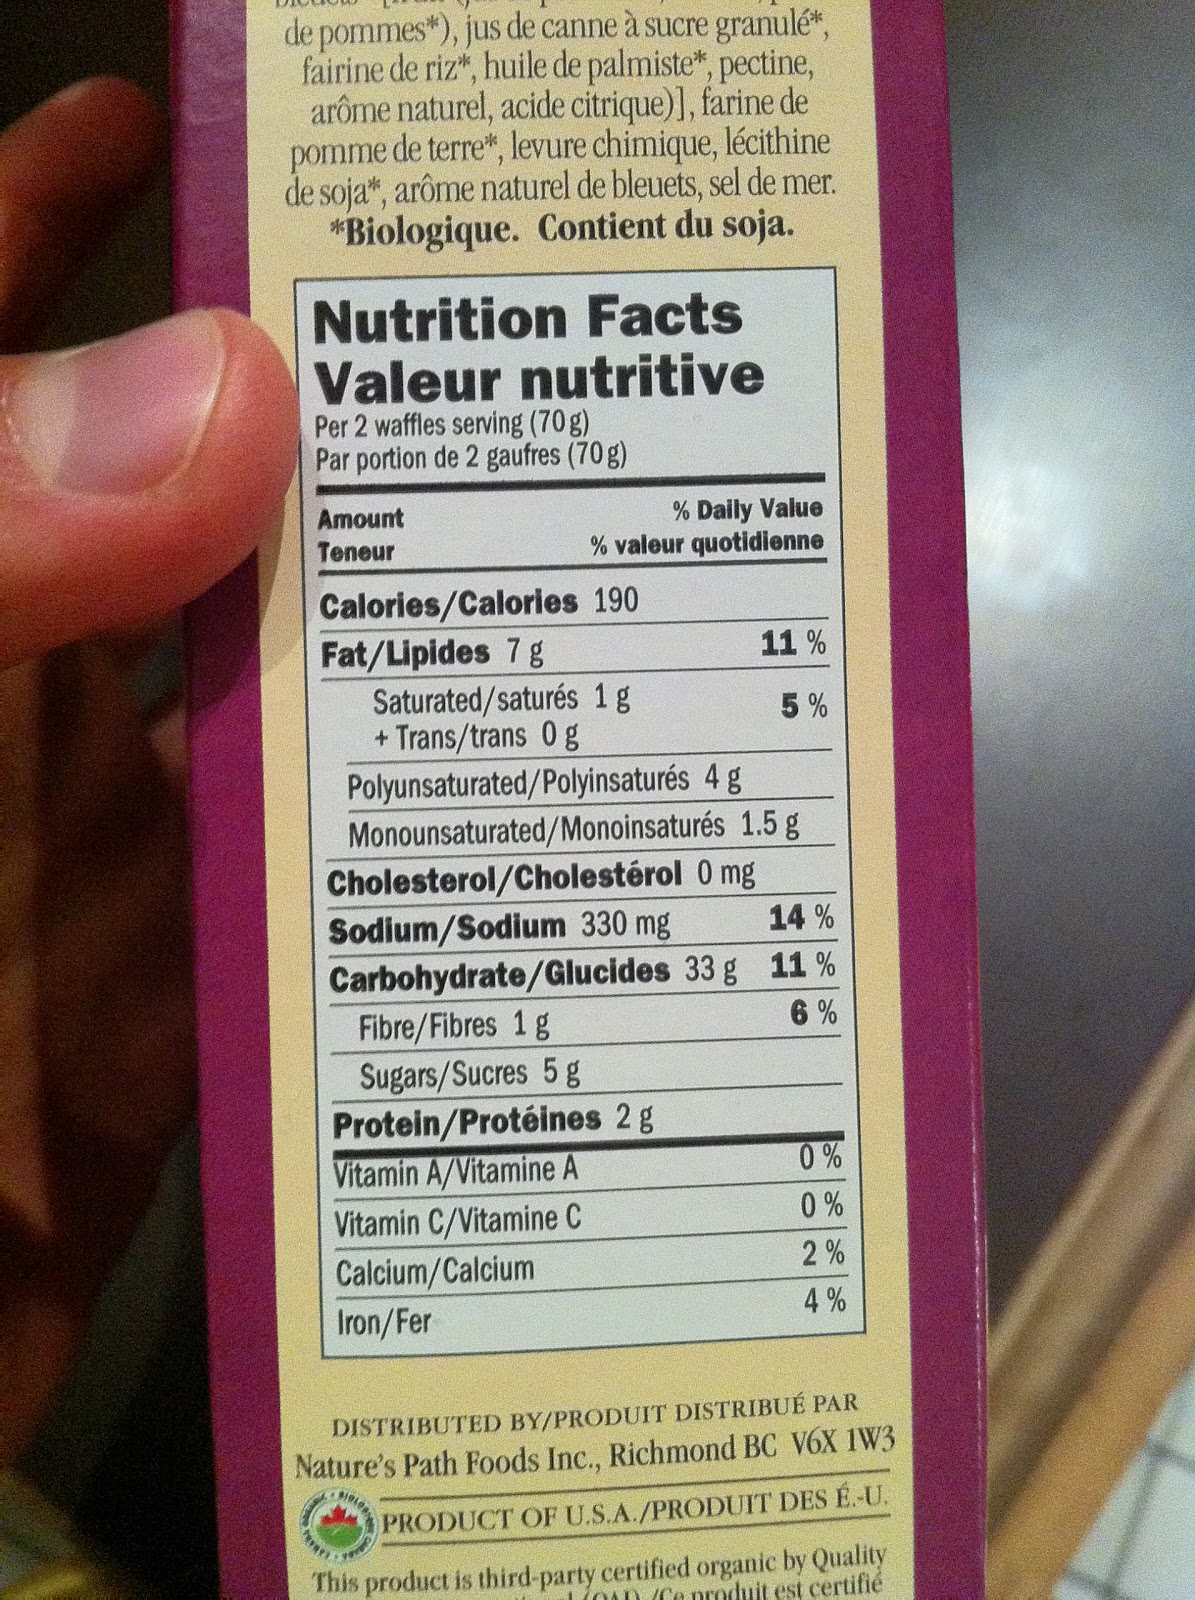 de pommes*), jus de canne à sucre granulé*,
fairine de riz*, huile de palmiste*, pectine,
arôme naturel, acide citrique)], farine de
pomme de terre*, levure chimique, lécithine
de soja*, arôme naturel de bleuets, sel de mer.
*Biologique. Contient du soja.
Nutrition Facts
Valeur nutritive
Per 2 waffles serving (70 g)
Par portion de 2 gaufres (70 g)
Amount % Daily Value
Teneur % valeur quotidienne
Calories/Calories 190
Fat/Lipides 7 g 11 %
Saturated/saturés 1 g 5 %
+ Trans/trans 0 g
Polyunsaturated/Polyinsaturés 4 g
Monounsaturated/Monoinsaturés 1.5 g
Cholesterol/Cholestérol 0 mg
Sodium/Sodium 330 mg 14 %
Carbohydrate/Glucides 33 g 11 %
Fibre/Fibres 1 g 6 %
Sugars/Sucres 5 g
Protein/Protéines 2 g
Vitamin A/Vitamine A 0 %
Vitamin C/Vitamine C 0 %
Calcium/Calcium 2 %
Iron/Fer 4 %
DISTRIBUTED BY/PRODUIT DISTRIBUÉ PAR
Nature's Path Foods Inc., Richmond BC V6X 1W3
PRODUCT OF U.S.A./PRODUIT DES É.-U.
This product is third-party certified organic by Quality
produit est certifié